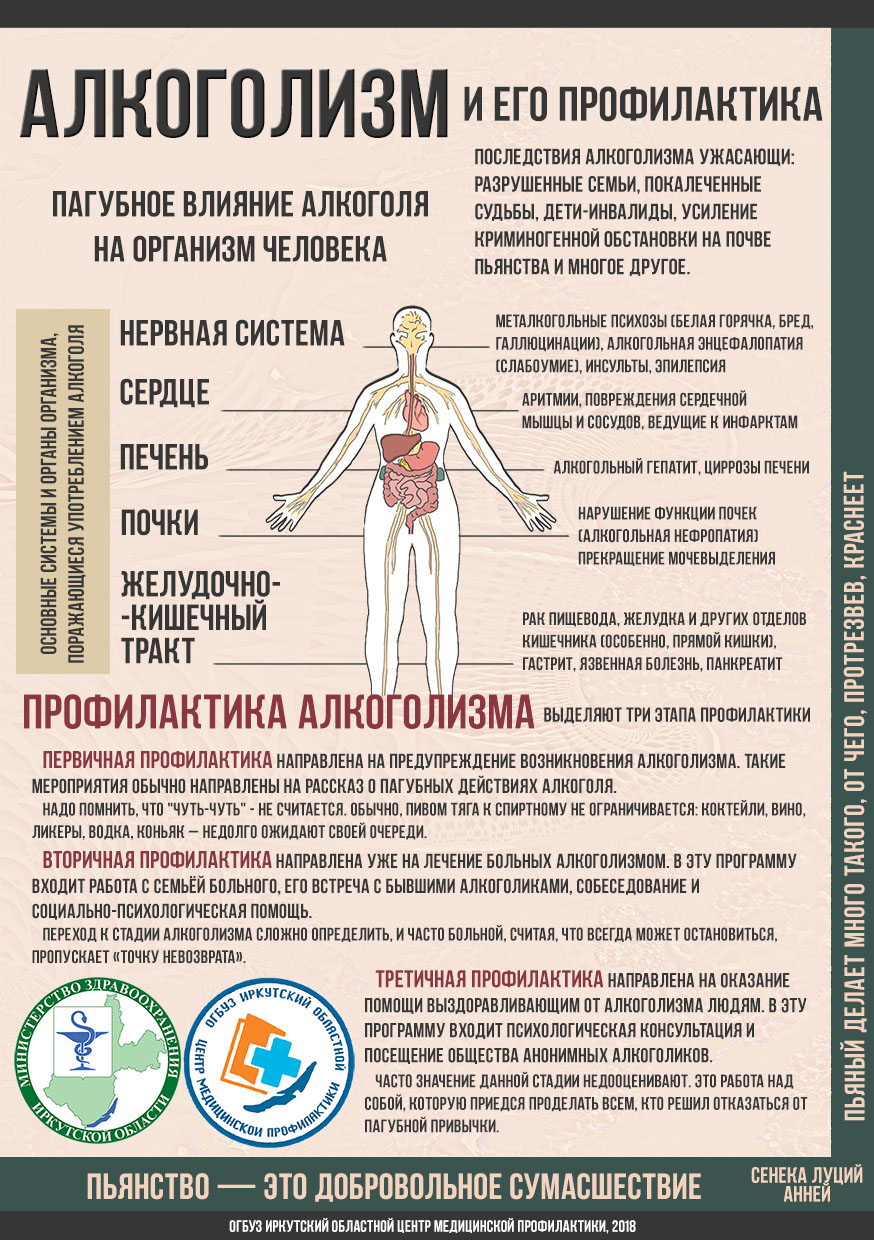 АЛКОГОЛИЗМ И ЕГО ПРОФИЛАКТИКА
ПОСЛЕДСТВИЯ АЛКОГОЛИЗМА УЖАСАЮЩИ:
РАЗРУШЕННЫЕ СЕМЬИ, ПОКАЛЕЧЕННЫЕ
СУДЬБЫ, ДЕТИ-ИНВАЛИДЫ, УСИЛЕНИЕ
КРИМИНОГЕННОЙ ОБСТАНОВКИ НА ПОЧВЕ
ПЬЯНСТВА И МНОГОЕ ДРУГОЕ.
ПАГУБНОЕ ВЛИЯНИЕ АЛКОГОЛЯ
НА ОРГАНИЗМ ЧЕЛОВЕКА
ОСНОВНЫЕ СИСТЕМЫ И ОРГАНЫ ОРГАНИЗМА,
ПОРАЖАЮЩИЕСЯ УПОТРЕБЛЕНИЕМ АЛКОГОЛЯ
НЕРВНАЯ СИСТЕМА
МЕТАЛКОГОЛЬНЫЕ ПСИХОЗЫ (БЕЛАЯ ГОРЯЧКА, БРЕД,
ГАЛЛЮЦИНАЦИИ), АЛКОГОЛЬНАЯ ЭНЦЕФАЛОПАТИЯ
(СЛАБОУМИЕ), ИНСУЛЬТЫ, ЭПИЛЕПСИЯ
СЕРДЦЕ
АРИТМИИ, ПОВРЕЖДЕНИЯ СЕРДЕЧНОЙ
МЫШЦЫ И СОСУДОВ, ВЕДУЩИЕ К ИНФАРКТАМ
ПЕЧЕНЬ
АЛКОГОЛЬНЫЙ ГЕПАТИТ, ЦИРРОЗЫ ПЕЧЕНИ
ПОЧКИ
НАРУШЕНИЕ ФУНКЦИИ ПОЧЕК
(АЛКОГОЛЬНАЯ НЕФРОПАТИЯ)
ПРЕКРАЩЕНИЕ МОЧЕВЫДЕЛЕНИЯ
ЖЕЛУДОЧНО-
-КИШЕЧНЫЙ
ТРАКТ
РАК ПИЩЕВОДА, ЖЕЛУДКА И ДРУГИХ ОТДЕЛОВ
КИШЕЧНИКА (ОСОБЕННО, ПРЯМОЙ КИШКИ),
ГАСТРИТ, ЯЗВЕННАЯ БОЛЕЗНЬ, ПАНКРЕАТИТ
ПРОФИЛАКТИКА АЛКОГОЛИЗМА ВЫДЕЛЯЮТ ТРИ ЭТАПА ПРОФИЛАКТИКИ
ПЕРВИЧНАЯ ПРОФИЛАКТИКА НАПРАВЛЕНА НА ПРЕДУПРЕЖДЕНИЕ ВОЗНИКНОВЕНИЯ АЛКОГОЛИЗМА. ТАКИЕ
МЕРОПРИЯТИЯ ОБЫЧНО НАПРАВЛЕНЫ НА РАССКАЗ О ПАГУБНЫХ ДЕЙСТВИЯХ АЛКОГОЛЯ.
НАДО ПОМНИТЬ, ЧТО "ЧУТЬ-ЧУТЬ" - НЕ СЧИТАЕТСЯ. ОБЫЧНО, ПИВОМ ТЯГА К СПИРТНОМУ НЕ ОГРАНИЧИВАЕТСЯ: КОКТЕЙЛИ, ВИНО,
ЛИКЕРЫ, ВОДКА, КОНЬЯК — НЕДОЛГО ОЖИДАЮТ СВОЕЙ ОЧЕРЕДИ.
ВТОРИЧНАЯ ПРОФИЛАКТИКА НАПРАВЛЕНА УЖЕ НА ЛЕЧЕНИЕ БОЛЬНЫХ АЛКОГОЛИЗМОМ. В ЭТУ ПРОГРАММУ
ВХОДИТ РАБОТА С СЕМЬЁЙ БОЛЬНОГО, ЕГО ВСТРЕЧА С БЫВШИМИ АЛКОГОЛИКАМИ, СОБЕСЕДОВАНИЕ И
СОЦИАЛЬНО-ПСИХОЛОГИЧЕСКАЯ ПОМОЩЬ.
ПЕРЕХОД К СТАДИИ АЛКОГОЛИЗМА СЛОЖНО ОПРЕДЕЛИТЬ, И ЧАСТО БОЛЬНОЙ, СЧИТАЯ, ЧТО ВСЕГДА МОЖЕТ ОСТАНОВИТЬСЯ,
ПРОПУСКАЕТ «ТОЧКУ НЕВОЗВРАТА».
ТРЕТИЧНАЯ ПРОФИЛАКТИКА НАПРАВЛЕНА НА ОКАЗАНИЕ
ПОМОЩИ ВЫЗДОРАВЛИВАЮЩИМ ОТ АЛКОГОЛИЗМА ЛЮДЯМ. В ЭТУ
ПРОГРАММУ ВХОДИТ ПСИХОЛОГИЧЕСКАЯ КОНСУЛЬТАЦИЯ И
ПОСЕЩЕНИЕ ОБЩЕСТВА АНОНИМНЫХ АЛКОГОЛИКОВ.
ЧАСТО ЗНАЧЕНИЕ ДАННОЙ СТАДИИ НЕДООЦЕНИВАЮТ. ЭТО РАБОТА НАД
СОБОЙ, КОТОРУЮ ПРИЕДСЯ ПРОДЕЛАТЬ ВСЕМ, КТО РЕШИЛ ОТКАЗАТЬСЯ ОТ
ПАГУБНОЙ ПРИВЫЧКИ.
МИНИСТЕРСТВО ЗДРАВООХРАНЕНИЯ
ИРКУТСКОЙ ОБЛАСТИ
ОГБУЗ ИРКУТСКИЙ ОБЛАСТНОЙ
ЦЕНТР МЕДИЦИНСКОЙ ПРОФИЛАКТИКИ
ПЬЯНЫЙ ДЕЛАЕТ МНОГО ТАКОГО, ОТ ЧЕГО, ПРОТРЕЗВЕВ, КРАСНЕЕТ
ПЬЯНСТВО — ЭТО ДОБРОВОЛЬНОЕ СУМАСШЕСТВИЕ
СЕНЕКА ЛУЦИЙ
АННЕЙ
ОГБУЗ ИРКУТСКИЙ ОБЛАСТНОЙ ЦЕНТР МЕДИЦИНСКОЙ ПРОФИЛАКТИКИ, 2018